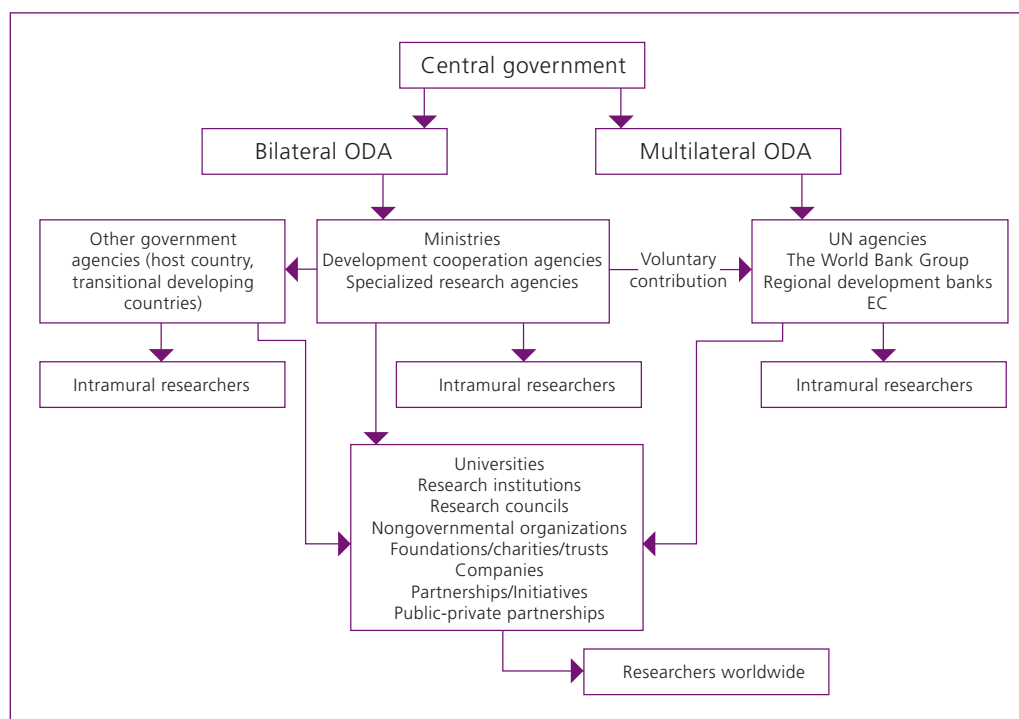 Central government
Bilateral ODA
Multilateral ODA
Other government
agencies (host country,
transitional developing
countries)
Ministries
Development cooperation agencies
Specialized research agencies
Voluntary
contribution
UN agencies
The World Bank Group
Regional development banks
EC
Intramural researchers
Intramural researchers
Intramural researchers
Universities
Research institutions
Research councils
Nongovernmental organizations
Foundations/charities/trusts
Companies
Partnerships/Initiatives
Public-private partnerships
Researchers worldwide